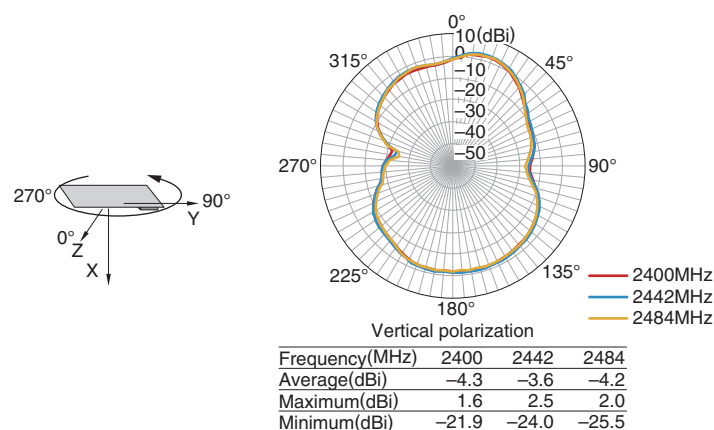 0°
10(dBi)
0
–10
–20
–30
–40
–50
315°
45°
270°
90°
225°
135°
180°
270°
90°
Y
0°
Z
X
2400MHz
2442MHz
2484MHz
Vertical polarization
Frequency(MHz) 2400 2442 2484
Average(dBi) –4.3 –3.6 –4.2
Maximum(dBi) 1.6 2.5 2.0
Minimum(dBi) –21.9 –24.0 –25.5